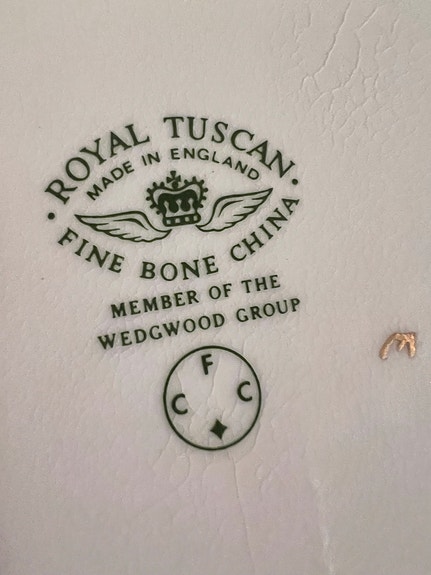 ROYAL TUSCAN
MADE IN ENGLAND
FINE BONE CHINA
MEMBER OF THE
WEDGWOOD GROUP
F
C C